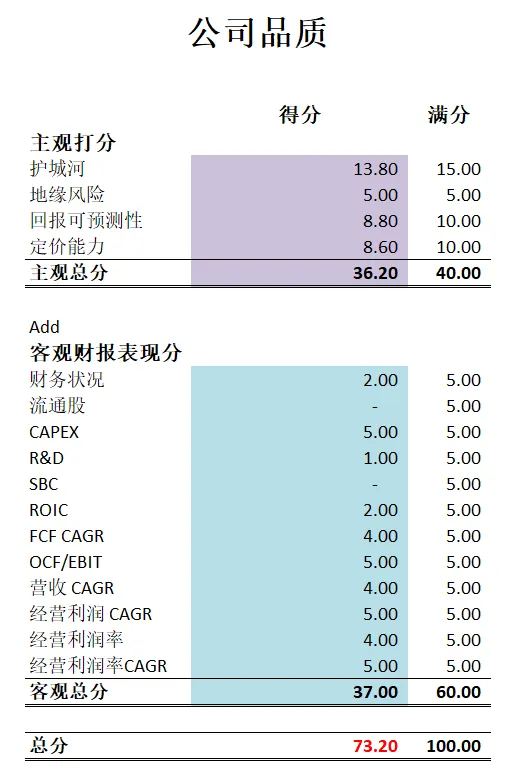 公司品质
得分 满分
主观打分
护城河 13.80 15.00
地缘风险 5.00 5.00
回报可预测性 8.80 10.00
定价能力 8.60 10.00
主观总分 36.20 40.00
Add
客观财报表现分
财务状况 2.00 5.00
流通股 - 5.00
CAPEX 5.00 5.00
R&D 1.00 5.00
SBC - 5.00
ROIC 2.00 5.00
FCF CAGR 4.00 5.00
OCF/EBIT 5.00 5.00
营收 CAGR 4.00 5.00
经营利润 CAGR 5.00 5.00
经营利润率 4.00 5.00
经营利润率CAGR 5.00 5.00
客观总分 37.00 60.00
总分 73.20 100.00